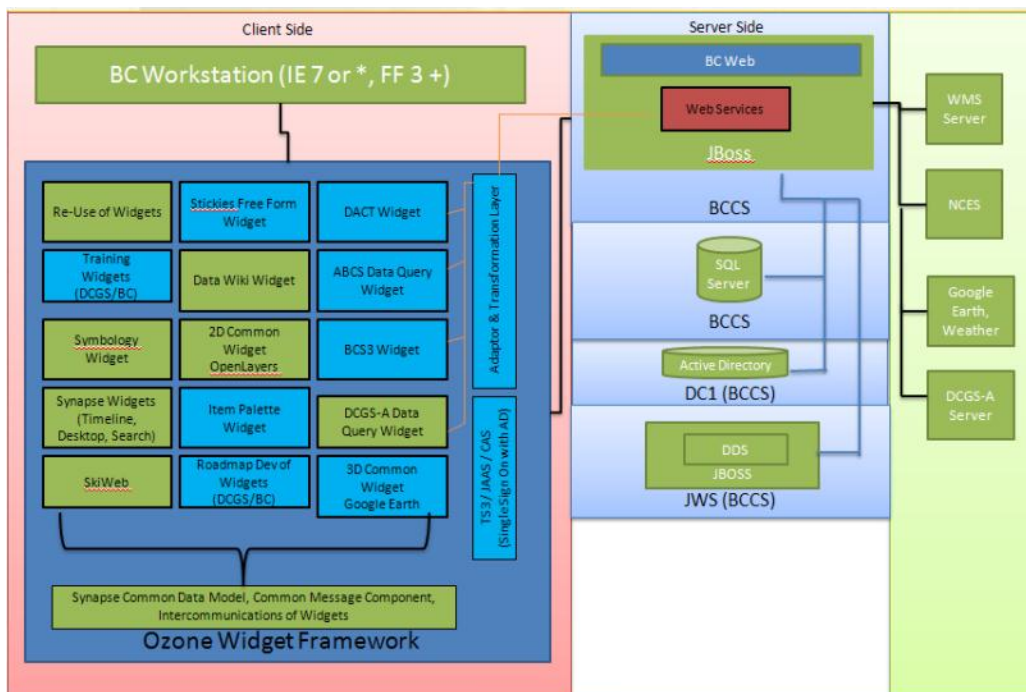 Client Side
BC Workstation (IE 7 or *, FF 3 +)
Re-Use of Widgets
Stickies Free Form
Widget
DACT Widget
Training
Widgets
(DCGS/BC)
Data Wiki Widget
ABCS Data Query
Widget
Symbology
Widget
2D Common
Widget
OpenLayers
BCS3 Widget
Synapse Widgets
(Timeline,
Desktop, Search)
Item Palette
Widget
DCGS-A Data
Query Widget
SkiWeb
Roadmap Dev of
Widgets
(DCGS/BC)
3D Common
Widget
Google Earth
Adaptor & Transformation Layer
TS3 / JAAS / CAS
(Single Sign On with AD)
Synapse Common Data Model, Common Message Component,
Intercommunications of Widgets
Ozone Widget Framework
Server Side
BC Web
Web Services
JBoss
BCCS
SQL
Server
BCCS
Active Directory
DC1 (BCCS)
DDS
JBOSS
JWS (BCCS)
WMS
Server
NCES
Google
Earth,
Weather
DCGS-A
Server